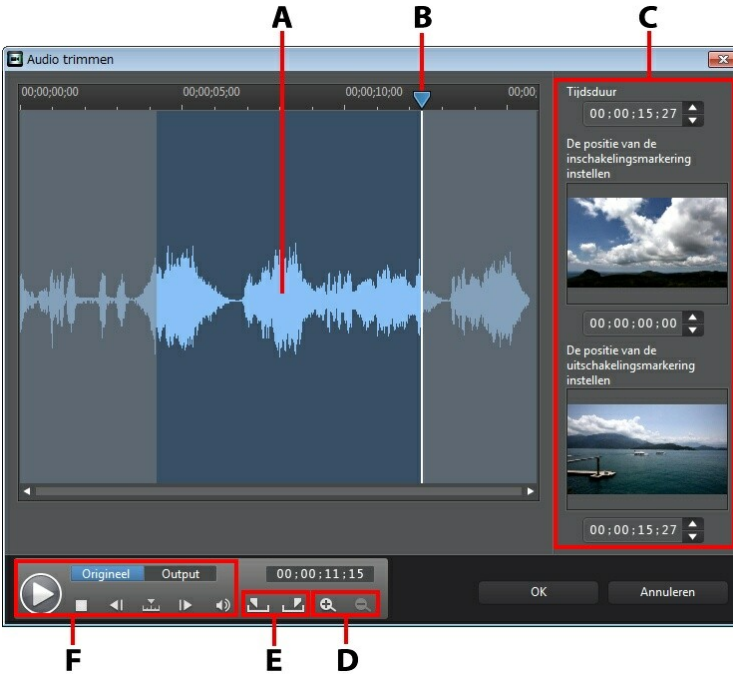 A
B
C
Audio trimmen
00;00;00;00
00;00;05;00
00;00;10;00
00;00;
Tijdsduur
00;00;15;27
De positie van de
inschakelingsmarkering
instellen
00;00;00;00
De positie van de
uitschakelingsmarkering
instellen
00;00;15;27
Origineel
Output
00;00;11;15
OK
Annuleren
F
E
D